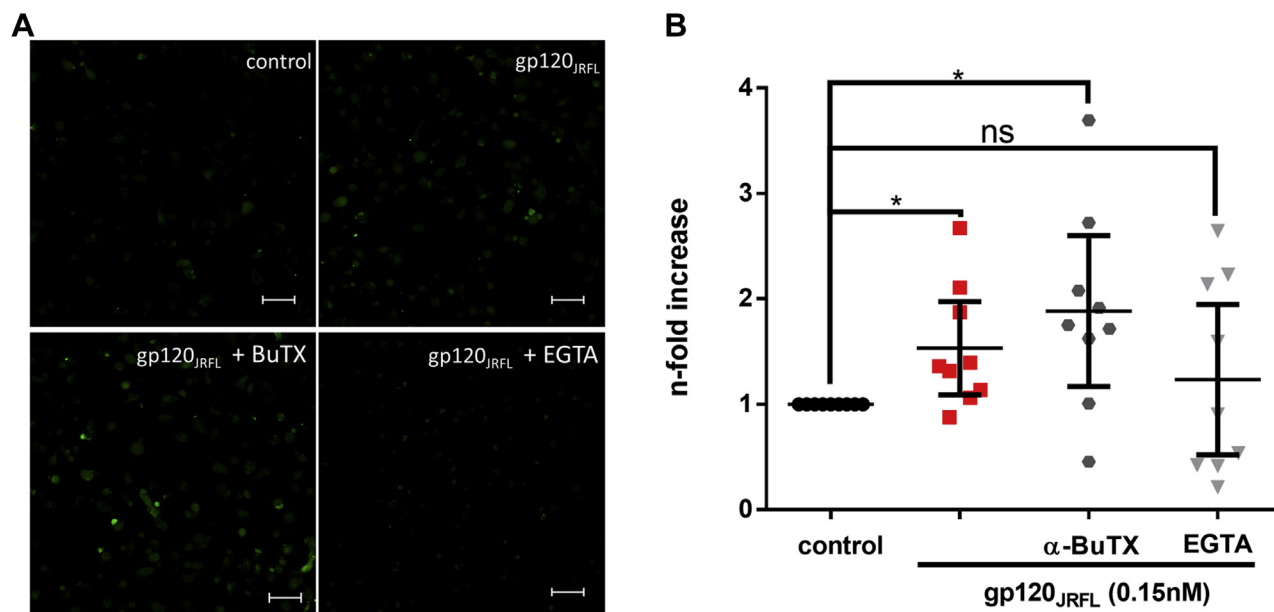 A
control
gp120JRFL
gp120JRFL + BuTX
gp120JRFL + EGTA
B
n-fold increase
4
3
2
1
0
*
ns
*
control
α-BuTX
EGTA
gp120JRFL (0.15nM)